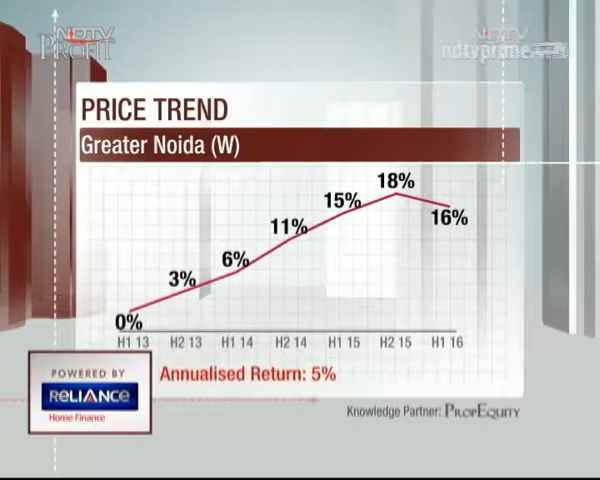 NDTV
PROFIT
NDTV
ndtvprime.com
PRICE TREND
Greater Noida (W)
18%
15%
16%
11%
6%
3%
0%
H1 13 H2 13 H1 14 H2 14 H1 15 H2 15 H1 16
POWERED BY
RELIANCE
Home Finance
Annualised Return: 5%
Knowledge Partner: PROPEQUITY